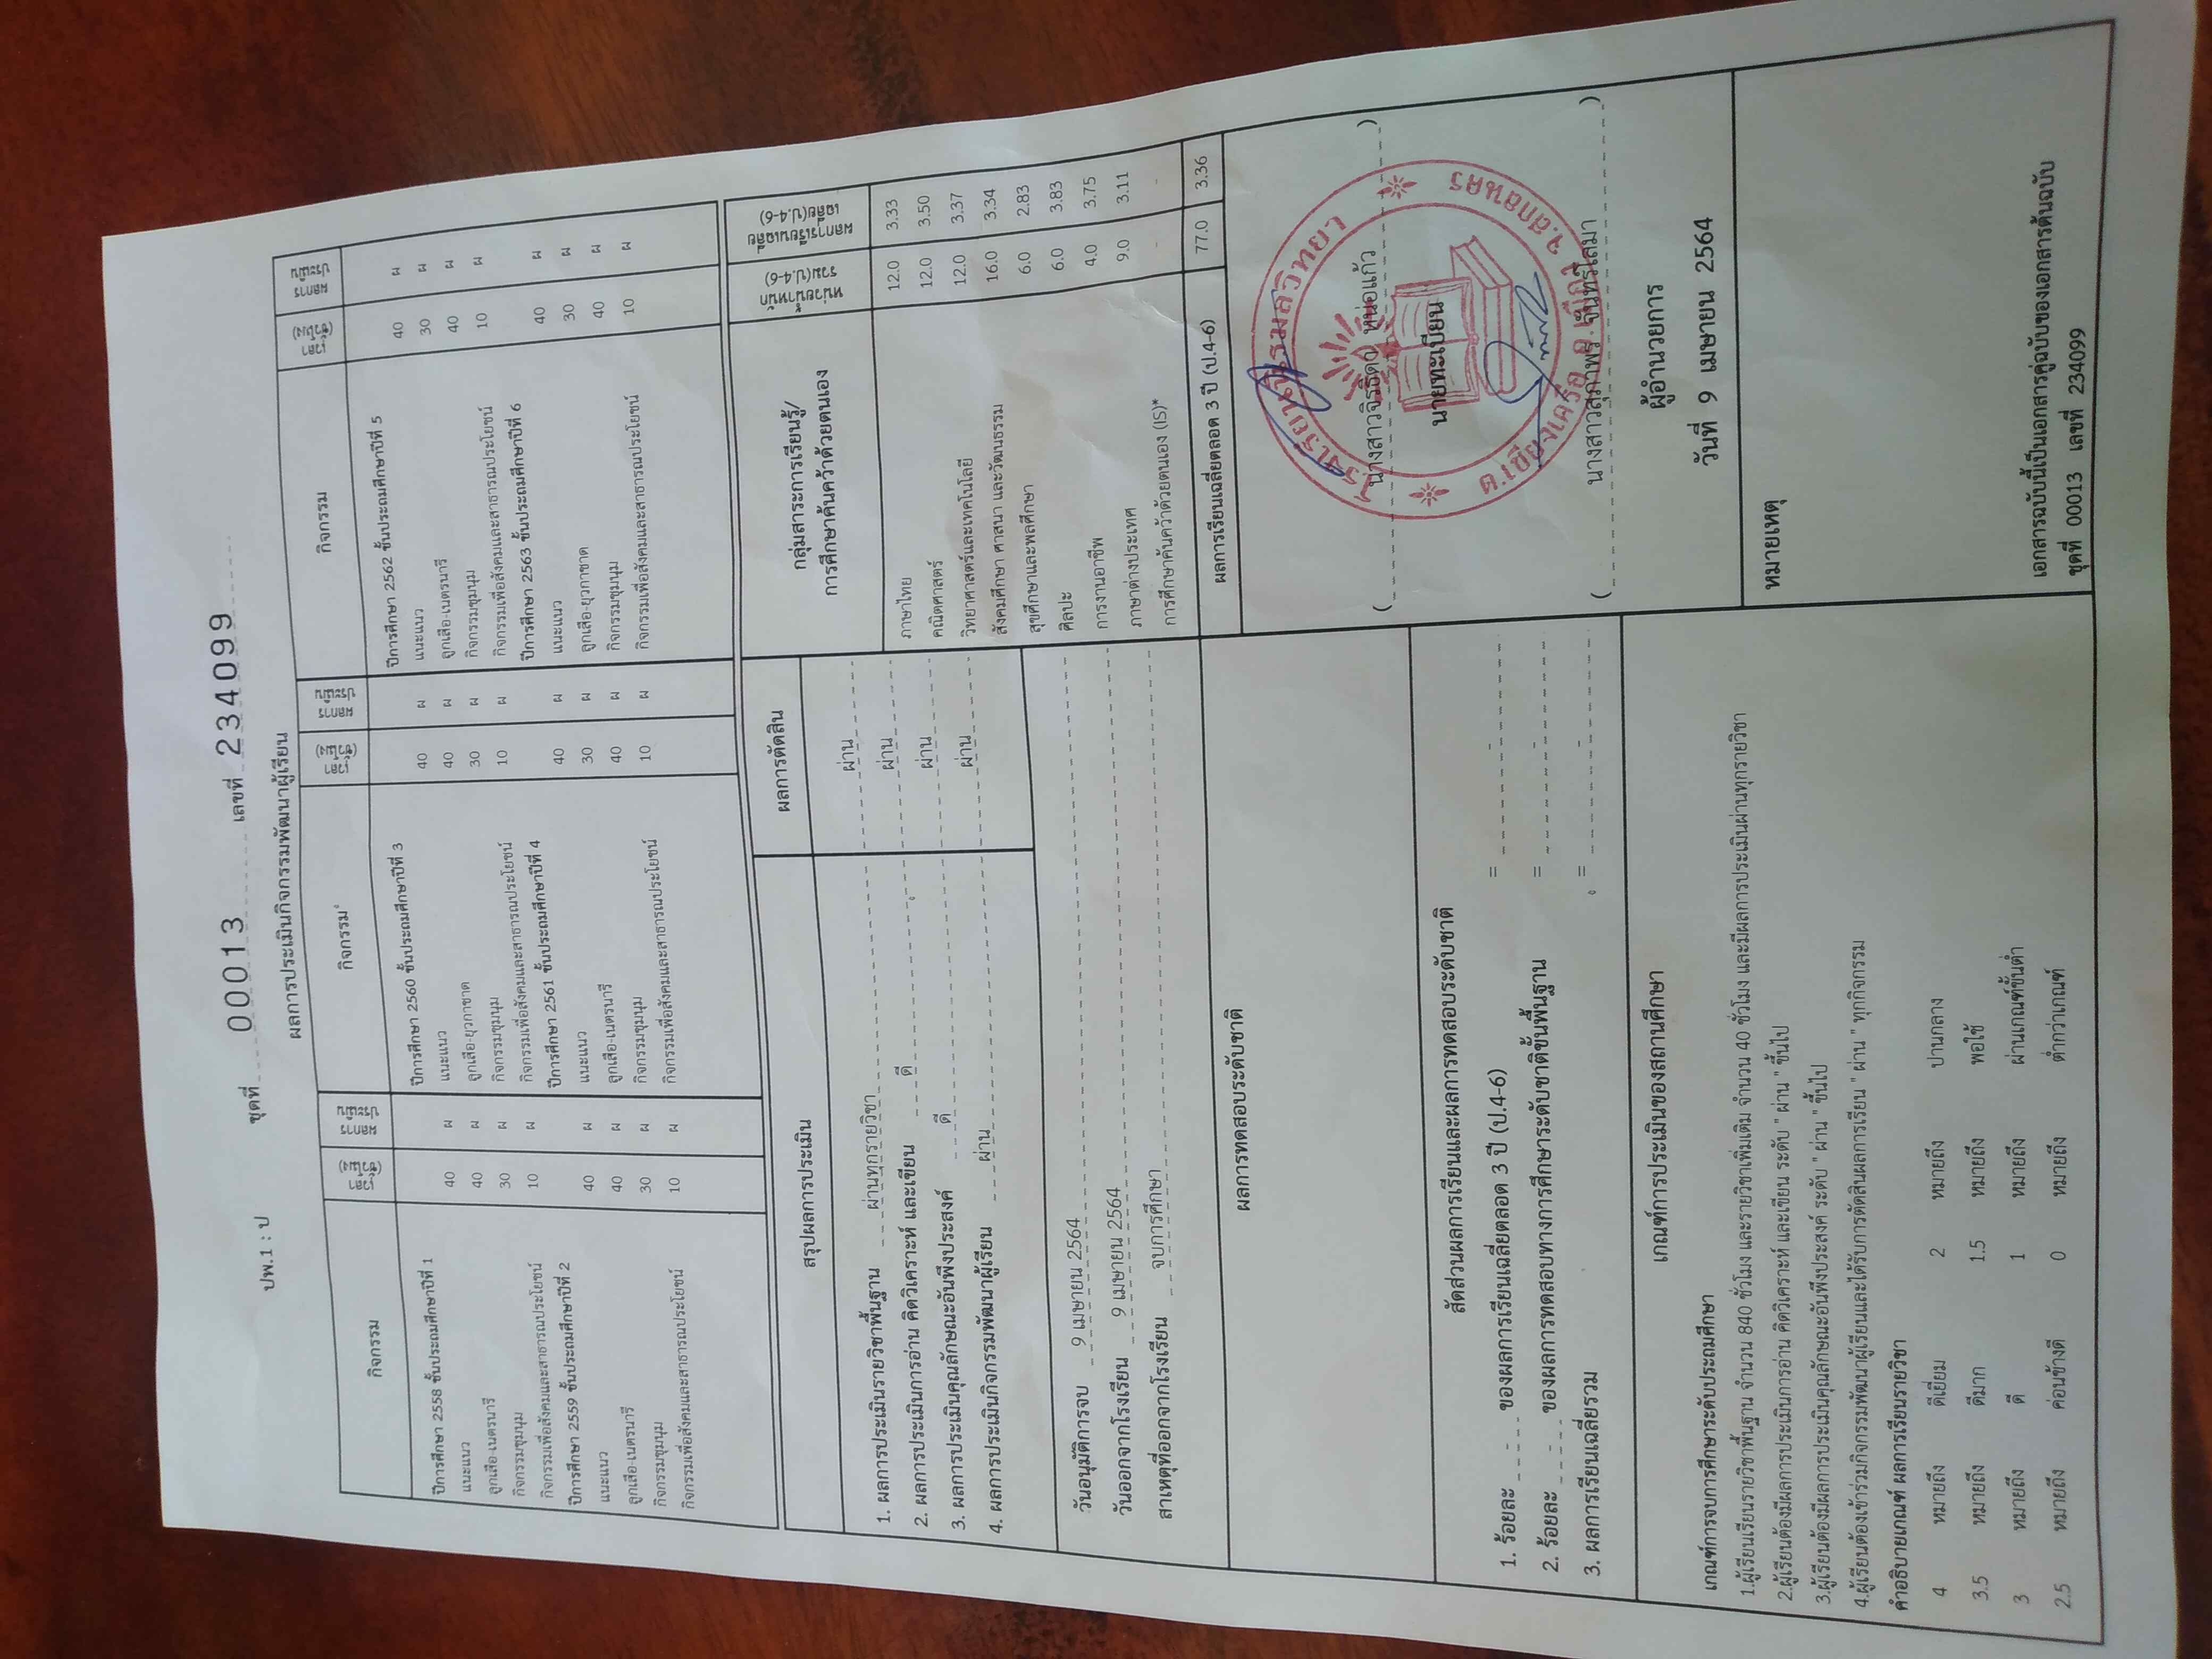 ปพ.1 : ป ชุดที่ 00013 เลขที่ 234099
ผลการประเมินกิจกรรมพัฒนาผู้เรียน
กิจกรรม เวลา (ชั่วโมง) ผลการประเมิน กิจกรรม เวลา (ชั่วโมง) ผลการประเมิน กิจกรรม เวลา (ชั่วโมง) ผลการประเมิน
ปีการศึกษา 2558 ชั้นประถมศึกษาปีที่ 1
แนะแนว 40 ผ
ลูกเสือ-เนตรนารี 40 ผ
กิจกรรมชุมนุม 30 ผ
กิจกรรมเพื่อสังคมและสาธารณประโยชน์ 10 ผ
ปีการศึกษา 2559 ชั้นประถมศึกษาปีที่ 2
แนะแนว 40 ผ
ลูกเสือ-เนตรนารี 40 ผ
กิจกรรมชุมนุม 30 ผ
กิจกรรมเพื่อสังคมและสาธารณประโยชน์ 10 ผ
ปีการศึกษา 2560 ชั้นประถมศึกษาปีที่ 3
แนะแนว 40 ผ
ลูกเสือ-ยุวกาชาด 40 ผ
กิจกรรมชุมนุม 30 ผ
กิจกรรมเพื่อสังคมและสาธารณประโยชน์ 10 ผ
ปีการศึกษา 2561 ชั้นประถมศึกษาปีที่ 4
แนะแนว 40 ผ
ลูกเสือ-เนตรนารี 30 ผ
กิจกรรมชุมนุม 40 ผ
กิจกรรมเพื่อสังคมและสาธารณประโยชน์ 10 ผ
ปีการศึกษา 2562 ชั้นประถมศึกษาปีที่ 5
แนะแนว 40 ผ
ลูกเสือ-เนตรนารี 30 ผ
กิจกรรมชุมนุม 40 ผ
กิจกรรมเพื่อสังคมและสาธารณประโยชน์ 10 ผ
ปีการศึกษา 2563 ชั้นประถมศึกษาปีที่ 6
แนะแนว 40 ผ
ลูกเสือ-ยุวกาชาด 30 ผ
กิจกรรมชุมนุม 40 ผ
กิจกรรมเพื่อสังคมและสาธารณประโยชน์ 10 ผ
สรุปผลการประเมิน ผลการตัดสิน
1. ผลการประเมินรายวิชาพื้นฐาน ผ่านทุกรายวิชา ผ่าน
2. ผลการประเมินการอ่าน คิดวิเคราะห์ และเขียน ดี ผ่าน
3. ผลการประเมินคุณลักษณะอันพึงประสงค์ ดี ผ่าน
4. ผลการประเมินกิจกรรมพัฒนาผู้เรียน ผ่าน ผ่าน
วันอนุมัติการจบ 9 เมษายน 2564
วันออกจากโรงเรียน 9 เมษายน 2564
สาเหตุที่ออกจากโรงเรียน จบการศึกษา
กลุ่มสาระการเรียนรู้/
การศึกษาค้นคว้าด้วยตนเอง
หน่วยน้ำหนักรวม(ป.4-6) ผลการเรียนเฉลี่ย เฉลี่ย(ป.4-6)
ภาษาไทย 12.0 3.33
คณิตศาสตร์ 12.0 3.50
วิทยาศาสตร์และเทคโนโลยี 12.0 3.37
สังคมศึกษา ศาสนา และวัฒนธรรม 16.0 3.34
สุขศึกษาและพลศึกษา 6.0 2.83
ศิลปะ 6.0 3.83
การงานอาชีพ 4.0 3.75
ภาษาต่างประเทศ 9.0 3.11
การศึกษาค้นคว้าด้วยตนเอง (IS)* - -
ผลการเรียนเฉลี่ยตลอด 3 ปี (ป.4-6) 77.0 3.36
ผลการทดสอบระดับชาติ
สัดส่วนผลการเรียนและผลการทดสอบระดับชาติ
1. ร้อยละ - ของผลการเรียนเฉลี่ยตลอด 3 ปี (ป.4-6) = -
2. ร้อยละ - ของผลการทดสอบทางการศึกษาระดับชาติขั้นพื้นฐาน = -
3. ผลการเรียนเฉลี่ยรวม = -
( นางสาวจิรธิดา หน่อแก้ว )
นายทะเบียน
( นางสาวสุภาพร จันทรโสมา )
ผู้อำนวยการ
วันที่ 9 เมษายน 2564
ต.เชียงเครือ อ.เมือง จ.สกลนคร
เกณฑ์การประเมินของสถานศึกษา
เกณฑ์การจบการศึกษาระดับประถมศึกษา
1.ผู้เรียนเรียนรายวิชาพื้นฐาน จำนวน 840 ชั่วโมง และรายวิชาเพิ่มเติม จำนวน 40 ชั่วโมง และมีผลการประเมินผ่านทุกรายวิชา
2.ผู้เรียนต้องมีผลการประเมินการอ่าน คิดวิเคราะห์ และเขียน ระดับ " ผ่าน " ขึ้นไป
3.ผู้เรียนต้องมีผลการประเมินคุณลักษณะอันพึงประสงค์ ระดับ " ผ่าน " ขึ้นไป
4.ผู้เรียนต้องเข้าร่วมกิจกรรมพัฒนาผู้เรียนและได้รับการตัดสินผลการเรียน " ผ่าน " ทุกกิจกรรม
คำอธิบายเกณฑ์ ผลการเรียนรายวิชา
4 หมายถึง ดีเยี่ยม 2 หมายถึง ปานกลาง
3.5 หมายถึง ดีมาก 1.5 หมายถึง พอใช้
3 หมายถึง ดี 1 หมายถึง ผ่านเกณฑ์ขั้นต่ำ
2.5 หมายถึง ค่อนข้างดี 0 หมายถึง ต่ำกว่าเกณฑ์
หมายเหตุ
เอกสารฉบับนี้เป็นเอกสารคู่ฉบับของเอกสารต้นฉบับ
ชุดที่ 00013 เลขที่ 234099